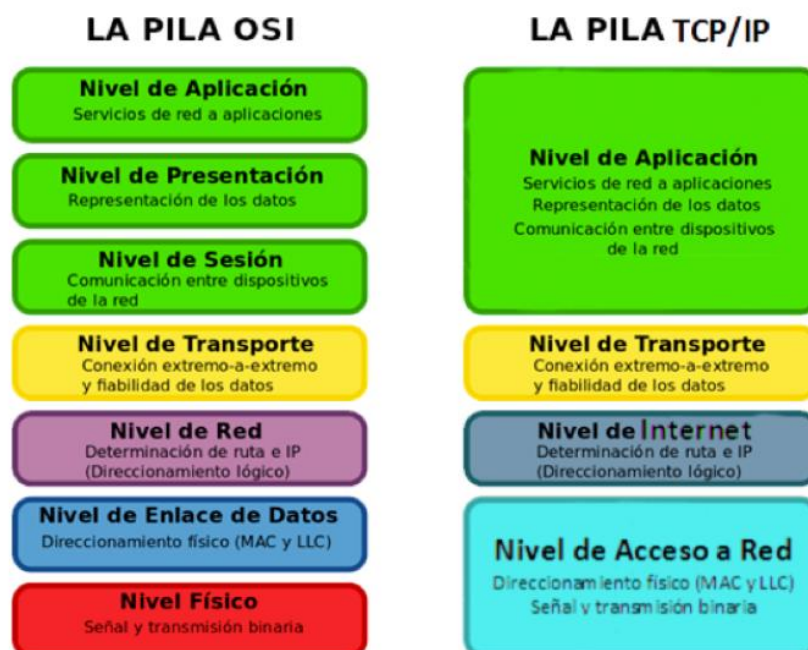 LA PILA OSI
Nivel de Aplicación
Servicios de red a aplicaciones
Nivel de Presentación
Representación de los datos
Nivel de Sesión
Comunicación entre dispositivos
de la red
Nivel de Transporte
Conexión extremo-a-extremo
y fiabilidad de los datos
Nivel de Red
Determinación de ruta e IP
(Direccionamiento lógico)
Nivel de Enlace de Datos
Direccionamiento físico (MAC y LLC)
Nivel Físico
Señal y transmisión binaria
LA PILA TCP/IP
Nivel de Aplicación
Servicios de red a aplicaciones
Representación de los datos
Comunicación entre dispositivos
de la red
Nivel de Transporte
Conexión extremo-a-extremo
y fiabilidad de los datos
Nivel de Internet
Determinación de ruta e IP
(Direccionamiento lógico)
Nivel de Acceso a Red
Direccionamiento físico (MAC y LLC)
Señal y transmisión binaria